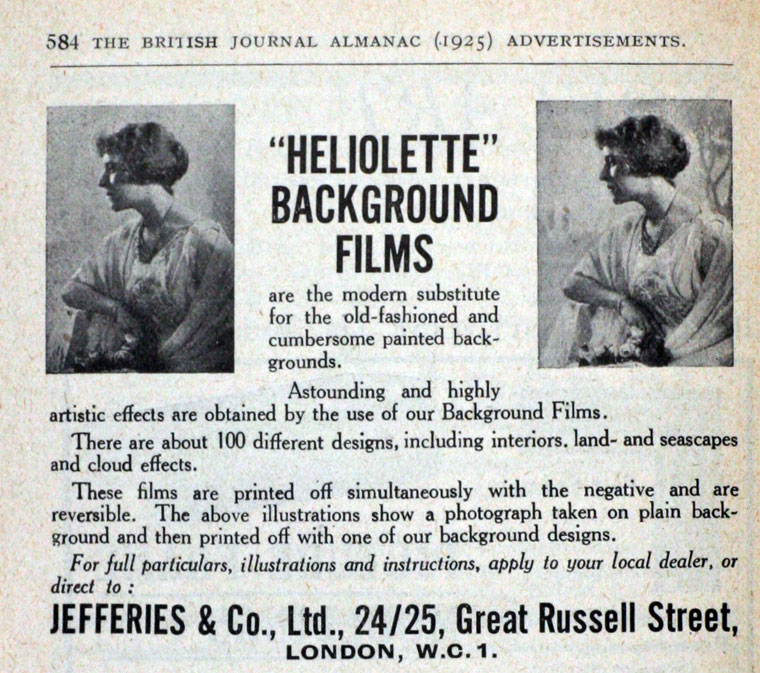 584 THE BRITISH JOURNAL ALMANAC (1925) ADVERTISEMENTS.
"HELIOLETTE"
BACKGROUND
FILMS
are the modern substitute
for the old-fashioned and
cumbersome painted back-
grounds.
Astounding and highly
artistic effects are obtained by the use of our Background Films.
There are about 100 different designs, including interiors, land- and seascapes
and cloud effects.
These films are printed off simultaneously with the negative and are
reversible. The above illustrations show a photograph taken on plain back-
ground and then printed off with one of our background designs.
For full particulars, illustrations and instructions, apply to your local dealer, or
direct to :
JEFFERIES & Co., Ltd., 24/25, Great Russell Street,
LONDON, W.C.1.